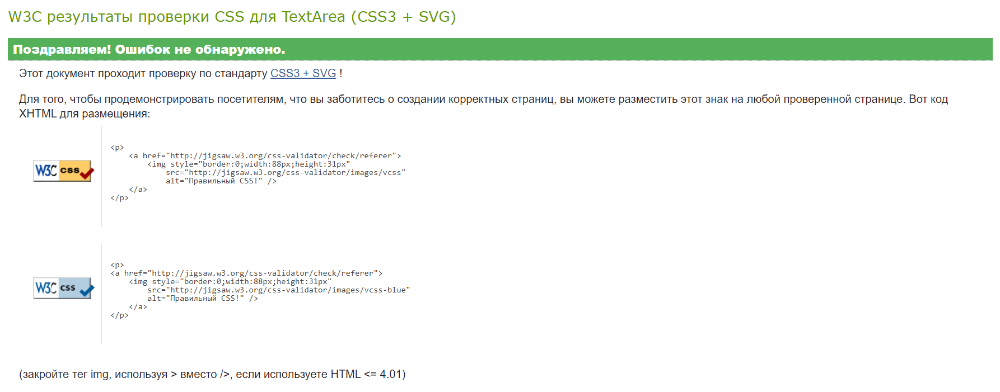 W3C результаты проверки CSS для TextArea (CSS3 + SVG)
Поздравляем! Ошибок не обнаружено.
Этот документ проходит проверку по стандарту CSS3 + SVG !
Для того, чтобы продемонстрировать посетителям, что вы заботитесь о создании корректных страниц, вы можете разместить этот знак на любой проверенной странице. Вот код
XHTML для размещения:
W3C css
<p>
    <a href="http://jigsaw.w3.org/css-validator/check/referer">
        <img style="border:0;width:88px;height:31px"
            src="http://jigsaw.w3.org/css-validator/images/vcss"
            alt="Правильный CSS!" />
    </a>
</p>
W3C css
<p>
<a href="http://jigsaw.w3.org/css-validator/check/referer">
    <img style="border:0;width:88px;height:31px"
        src="http://jigsaw.w3.org/css-validator/images/vcss-blue"
        alt="Правильный CSS!" />
    </a>
</p>
(закройте тег img, используя > вместо />, если используете HTML <= 4.01)